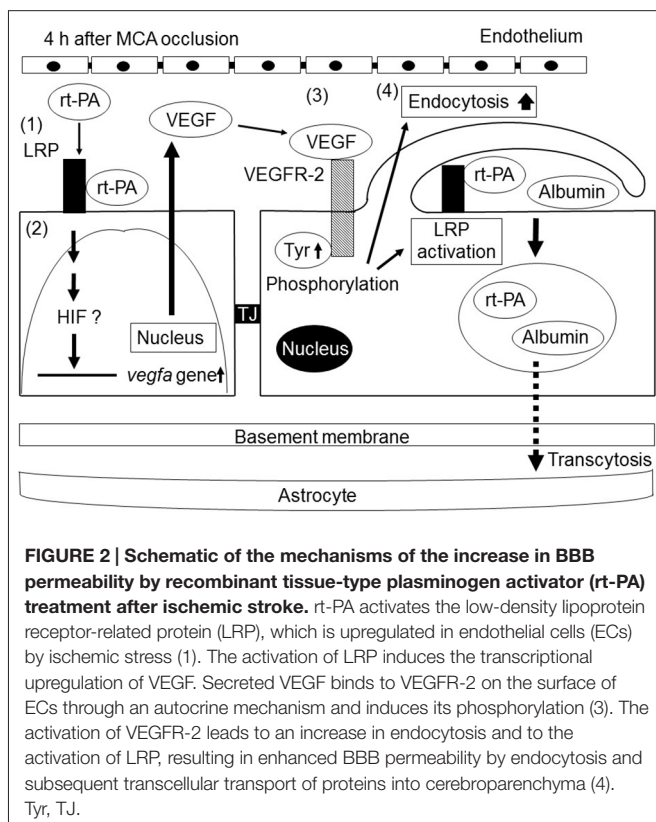 4 h after MCA occlusion
Endothelium
rt-PA
(1)
LRP
rt-PA
(2)
HIF ?
Nucleus
vegfa gene
VEGF
TJ
(3)
VEGF
VEGFR-2
Tyr
Phosphorylation
Nucleus
(4)
Endocytosis
rt-PA
Albumin
LRP
activation
rt-PA
Albumin
Basement membrane
Transcytosis
Astrocyte
FIGURE 2 | Schematic of the mechanisms of the increase in BBB
permeability by recombinant tissue-type plasminogen activator (rt-PA)
treatment after ischemic stroke. rt-PA activates the low-density lipoprotein
receptor-related protein (LRP), which is upregulated in endothelial cells (ECs)
by ischemic stress (1). The activation of LRP induces the transcriptional
upregulation of VEGF. Secreted VEGF binds to VEGFR-2 on the surface of
ECs through an autocrine mechanism and induces its phosphorylation (3). The
activation of VEGFR-2 leads to an increase in endocytosis and to the
activation of LRP, resulting in enhanced BBB permeability by endocytosis and
subsequent transcellular transport of proteins into cerebroparenchyma (4).
Tyr, TJ.